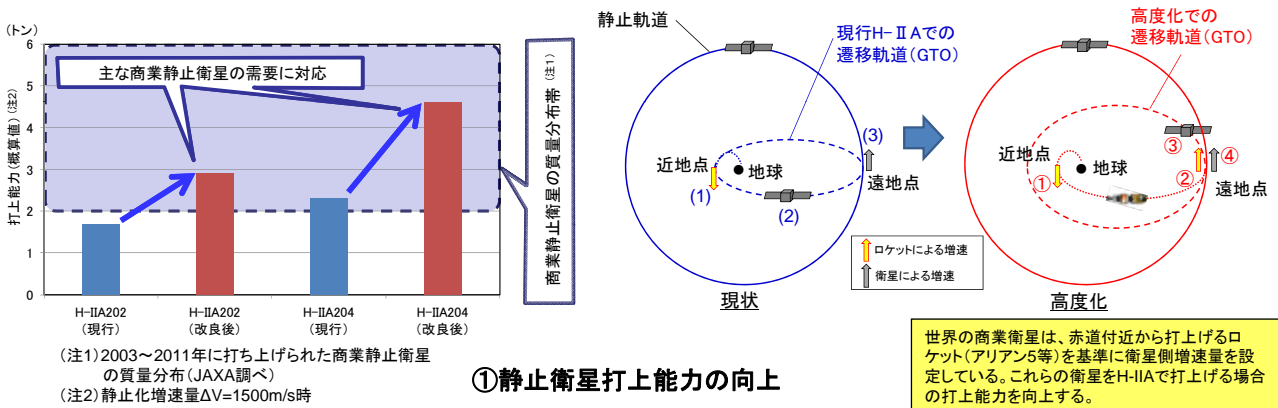 (トン)
6
5
4
3
2
1
0
打上能力(概算値)(注2)
主な商業静止衛星の需要に対応
商業静止衛星の質量分布帯(注1)
H-IIA202
(現行)
H-IIA202
(改良後)
H-IIA204
(現行)
H-IIA204
(改良後)
(注1)2003～2011年に打ち上げられた商業静止衛星
の質量分布(JAXA調べ)
(注2)静止化増速量ΔV=1500m/s時
①静止衛星打上能力の向上
静止軌道
現行H-ⅡAでの
遷移軌道(GTO)
近地点
地球
遠地点
(1)
(2)
(3)
現状
ロケットによる増速
衛星による増速
高度化での
遷移軌道(GTO)
近地点
地球
遠地点
①
②
③
④
高度化
世界の商業衛星は、赤道付近から打上げるロ
ケット(アリアン5等)を基準に衛星側増速量を設
定している。これらの衛星をH-IIAで打上げる場合
の打上能力を向上する。